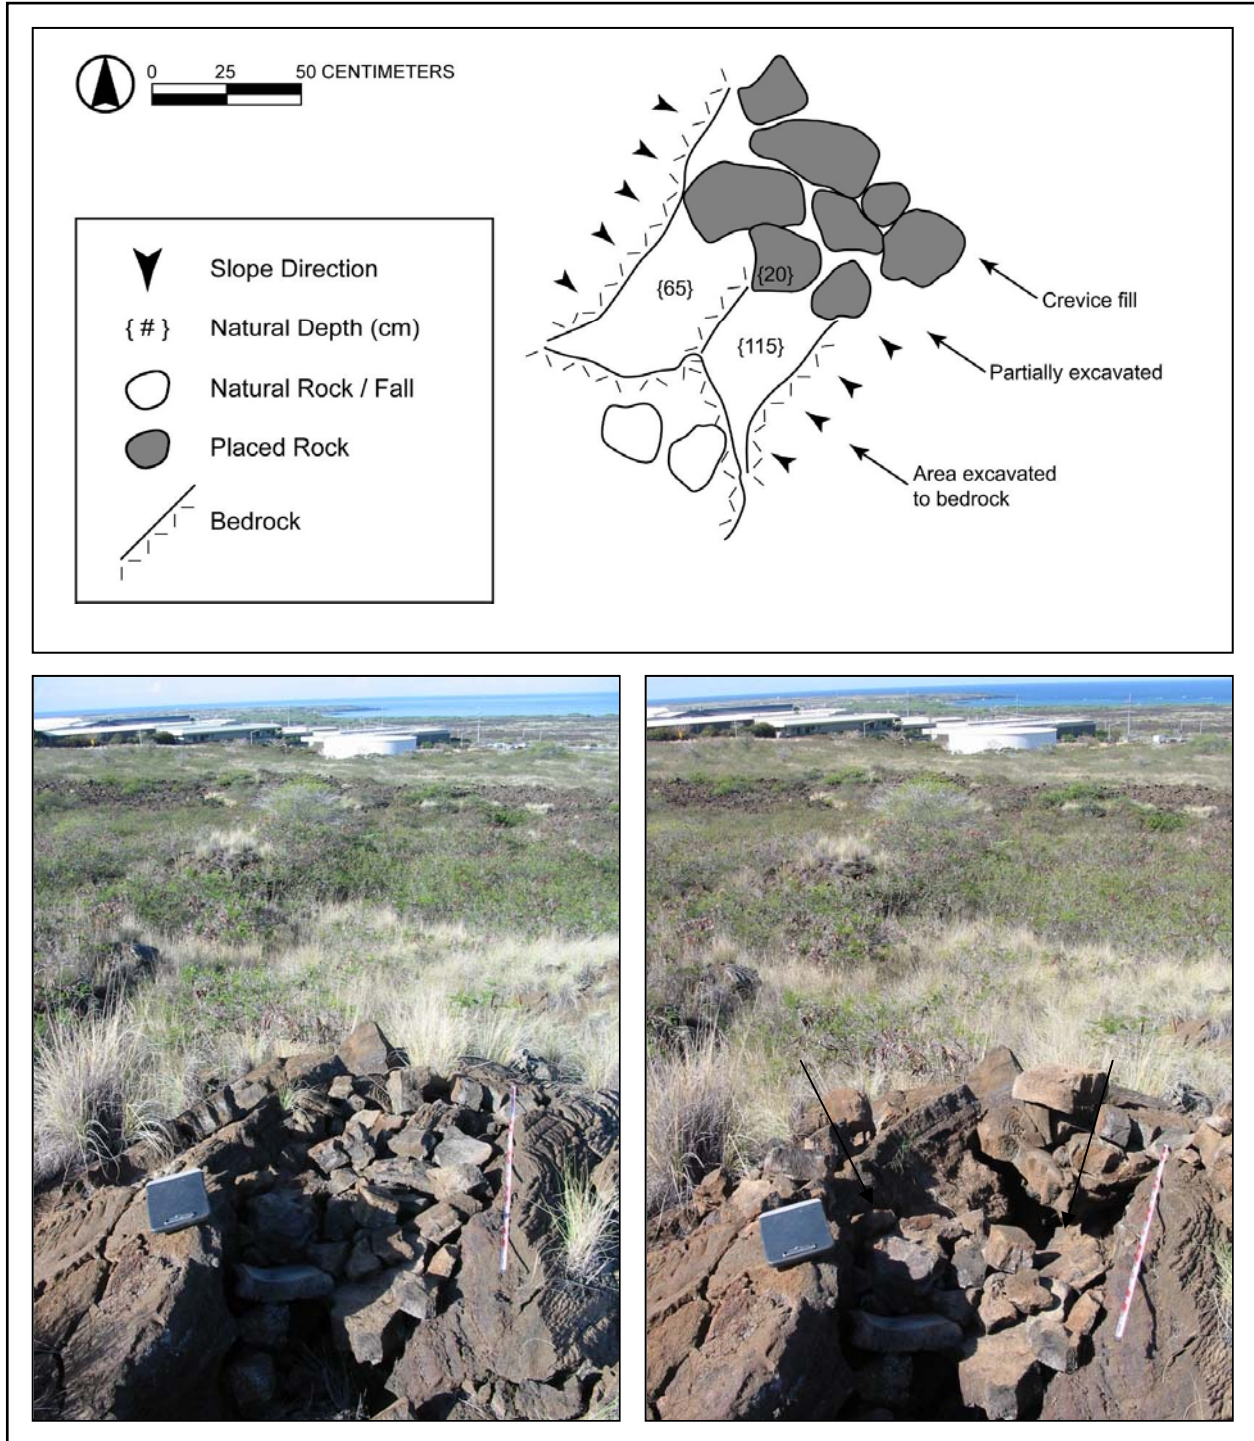 0 25 50 CENTIMETERS
Slope Direction
{ # } Natural Depth (cm)
Natural Rock / Fall
Placed Rock
Bedrock
{65}
{20}
{115}
Crevice fill
Partially excavated
Area excavated
to bedrock